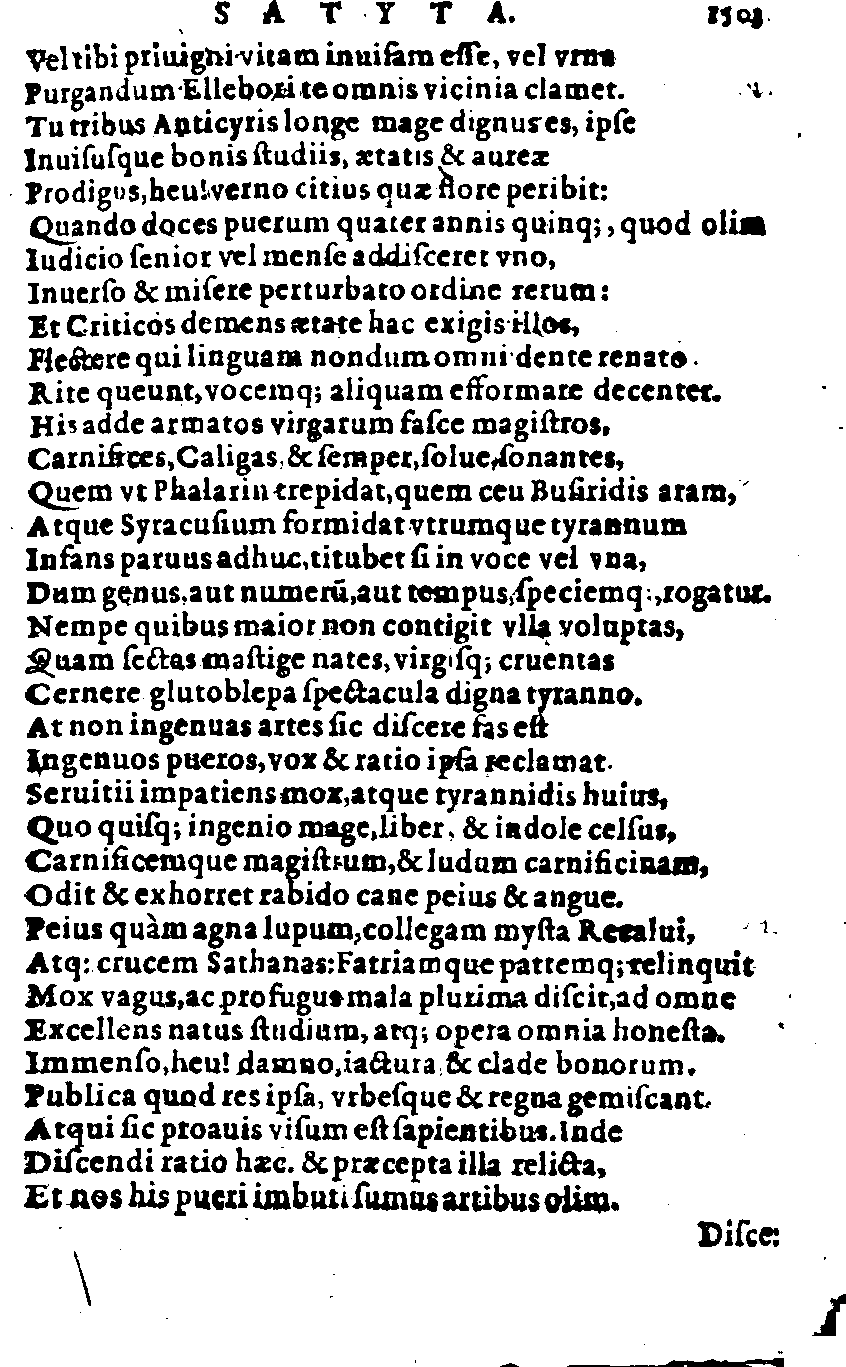 SATYTA. 1503
Vel tibi priuigni vitam inuiſam eſſe, vel vrna
Purgandum Ellebori te omnis vicinia clamet.
Tu tribus Anticyris longe mage dignus es, ipſe
Inuiſuſque bonis ſtudiis, ætatis & aureæ
Prodigus, heu! verno citius quæ flore peribit:
Quando doces puerum quater annis quinq;, quod olim
Iudicio ſenior vel menſe addiſceret vno,
Inuerſo & miſere perturbato ordine rerum:
Et Criticos demens ætate hac exigis illos,
Flectere qui linguam nondum omni dente renato.
Rite queunt, vocemq; aliquam efformare decenter.
His adde armatos virgarum faſce magiſtros,
Carnifices, Caligas, & ſemper, ſolue, ſonantes,
Quem vt Phalarin trepidat, quem ceu Buſiridis aram,
Atque Syracuſium formidat vtrumque tyrannum
Infans paruus adhuc, titubet ſi in voce vel vna,
Dum genus, aut numerū, aut tempus, ſpeciemq;, rogatur.
Nempe quibus maior non contigit vlla voluptas,
Quam ſectas maſtige nates, virgiſq; cruentas
Cernere glutoblepa ſpectacula digna tyranno.
At non ingenuas artes ſic diſcere fas eſt
Ingenuos pueros, vox & ratio ipſa reclamat.
Seruitii impatiens mox, atque tyrannidis huius,
Quo quiſq; ingenio mage, liber, & indole celſus,
Carnificemque magiſtrum, & ludum carnificinam,
Odit & exhorret rabido cane peius & angue.
Peius quàm agna lupum, collegam myſta
Atq: crucem Sathanas: Fatriamque patremq; relinquit
Mox vagus, ac profugus mala plurima diſcit, ad omne
Excellens natus ſtudium, atq; opera omnia honeſta.
Immenſo, heu! damno, iactura, & clade bonorum.
Publica quod res ipſa, vrbeſque & regna gemiſcant.
Atqui ſic proauis viſum eſt ſapientibus. Inde
Diſcendi ratio hæc. & præcepta illa relicta,
Et nos his pueri imbuti ſumus artibus olim.
Diſce: